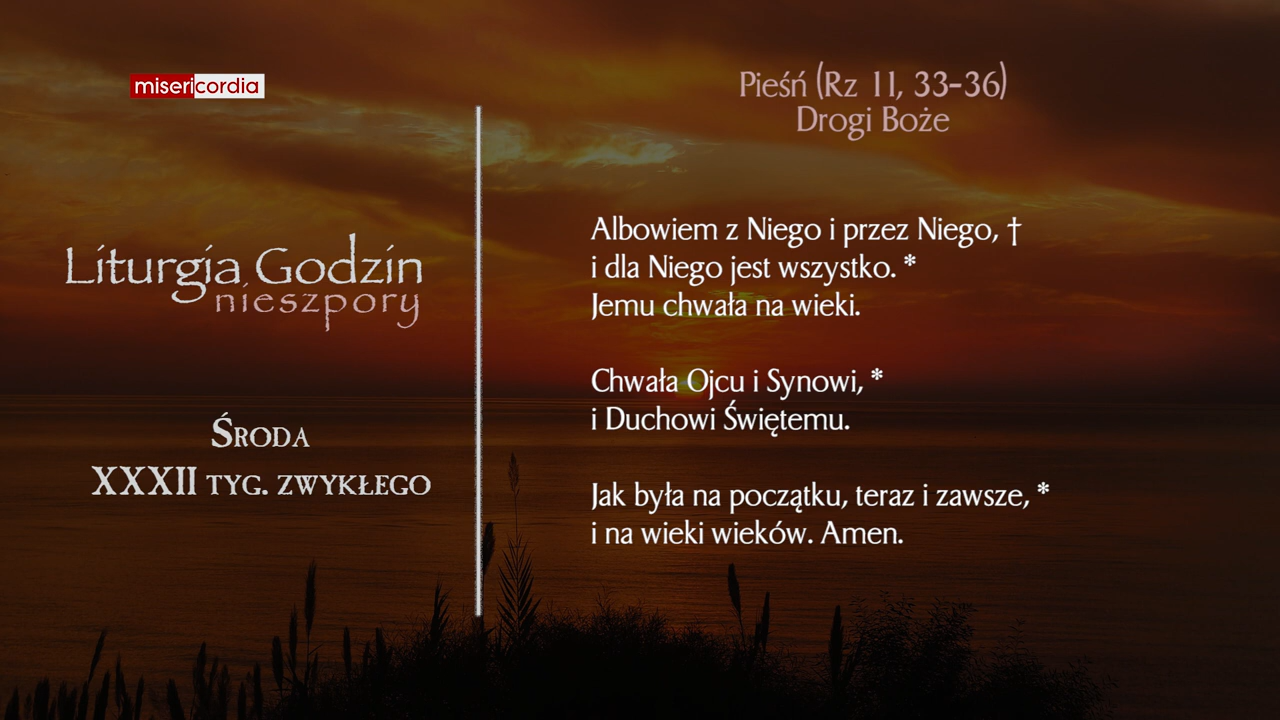 misericordia
Liturgia Godzin
nieszpory
Środa
XXXII tyg. zwykłego
Pieśń (Rz 11, 33-36)
Drogi Boże
Albowiem z Niego i przez Niego, †
i dla Niego jest wszystko. *
Jemu chwała na wieki.
Chwała Ojcu i Synowi, *
i Duchowi Świętemu.
Jak była na początku, teraz i zawsze, *
i na wieki wieków. Amen.